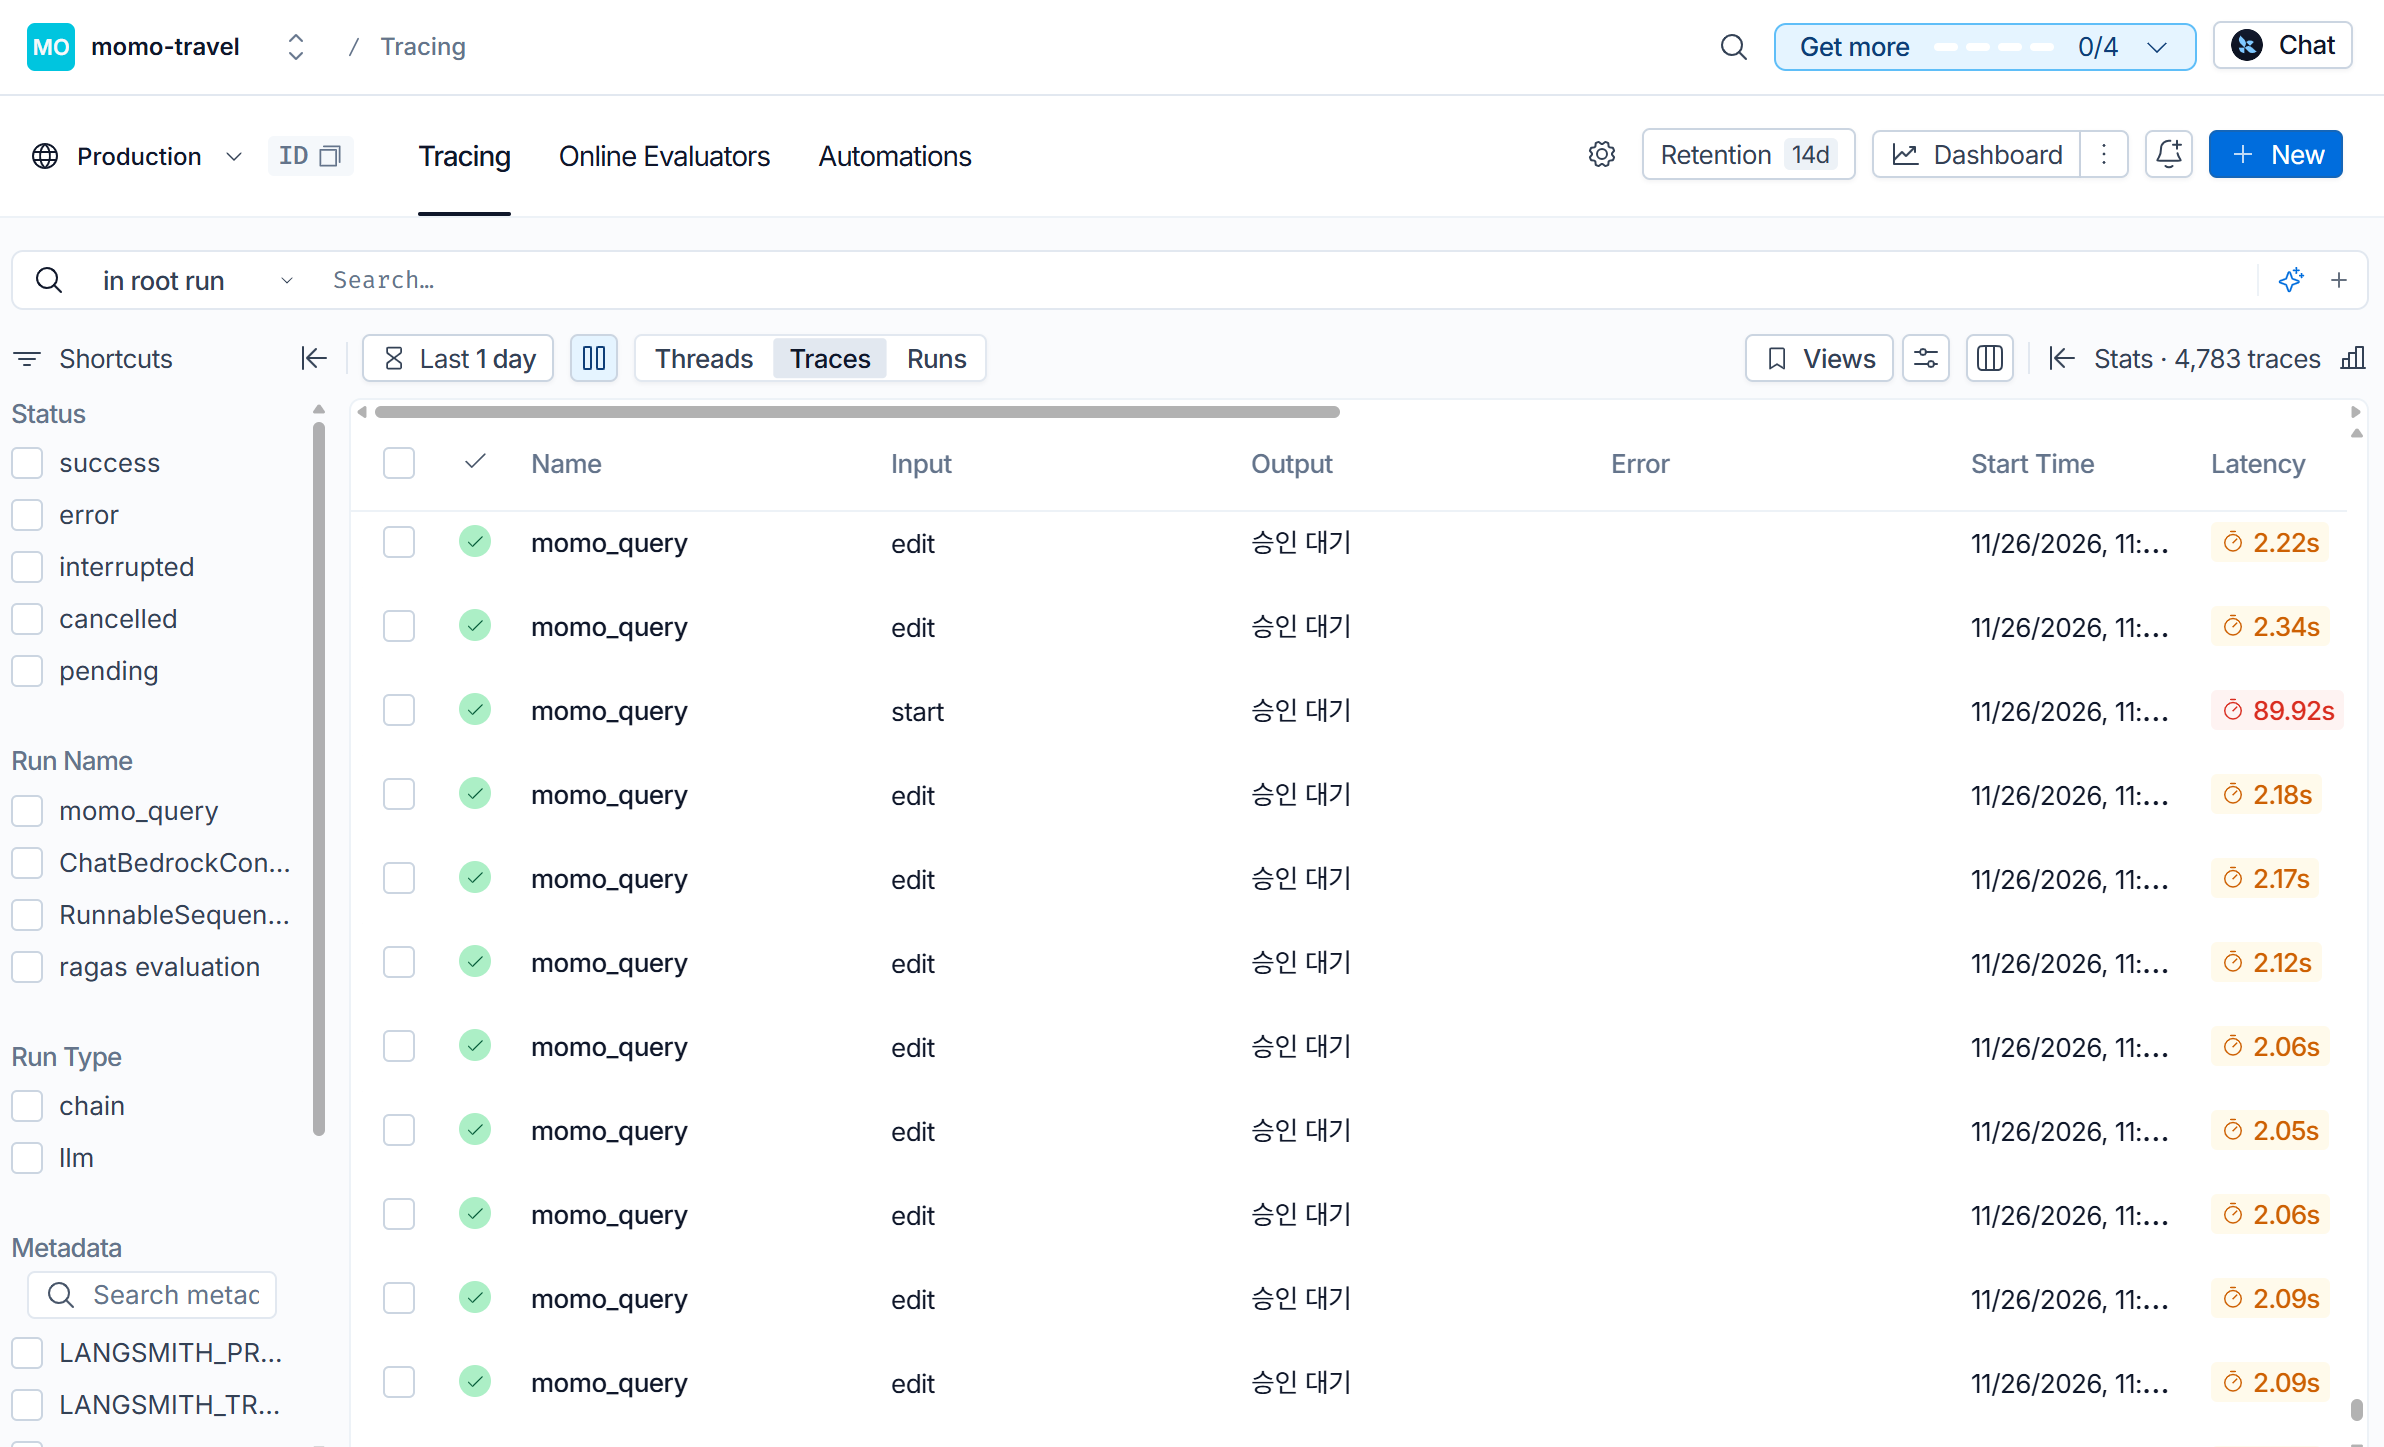 MO momo-travel / Tracing Get more 0/4 Chat
Production ID Tracing Online Evaluators Automations Retention 14d Dashboard + New
in root run Search…
Shortcuts Last 1 day Threads Traces Runs Views Stats · 4,783 traces
Status
success
error
interrupted
cancelled
pending
Run Name
momo_query
ChatBedrockCon...
RunnableSequen...
ragas evaluation
Run Type
chain
llm
Metadata
Search metad
LANGSMITH_PR...
LANGSMITH_TR...
Name Input Output Error Start Time Latency
momo_query edit 승인 대기 11/26/2026, 11:... 2.22s
momo_query edit 승인 대기 11/26/2026, 11:... 2.34s
momo_query start 승인 대기 11/26/2026, 11:... 89.92s
momo_query edit 승인 대기 11/26/2026, 11:... 2.18s
momo_query edit 승인 대기 11/26/2026, 11:... 2.17s
momo_query edit 승인 대기 11/26/2026, 11:... 2.12s
momo_query edit 승인 대기 11/26/2026, 11:... 2.06s
momo_query edit 승인 대기 11/26/2026, 11:... 2.05s
momo_query edit 승인 대기 11/26/2026, 11:... 2.06s
momo_query edit 승인 대기 11/26/2026, 11:... 2.09s
momo_query edit 승인 대기 11/26/2026, 11:... 2.09s